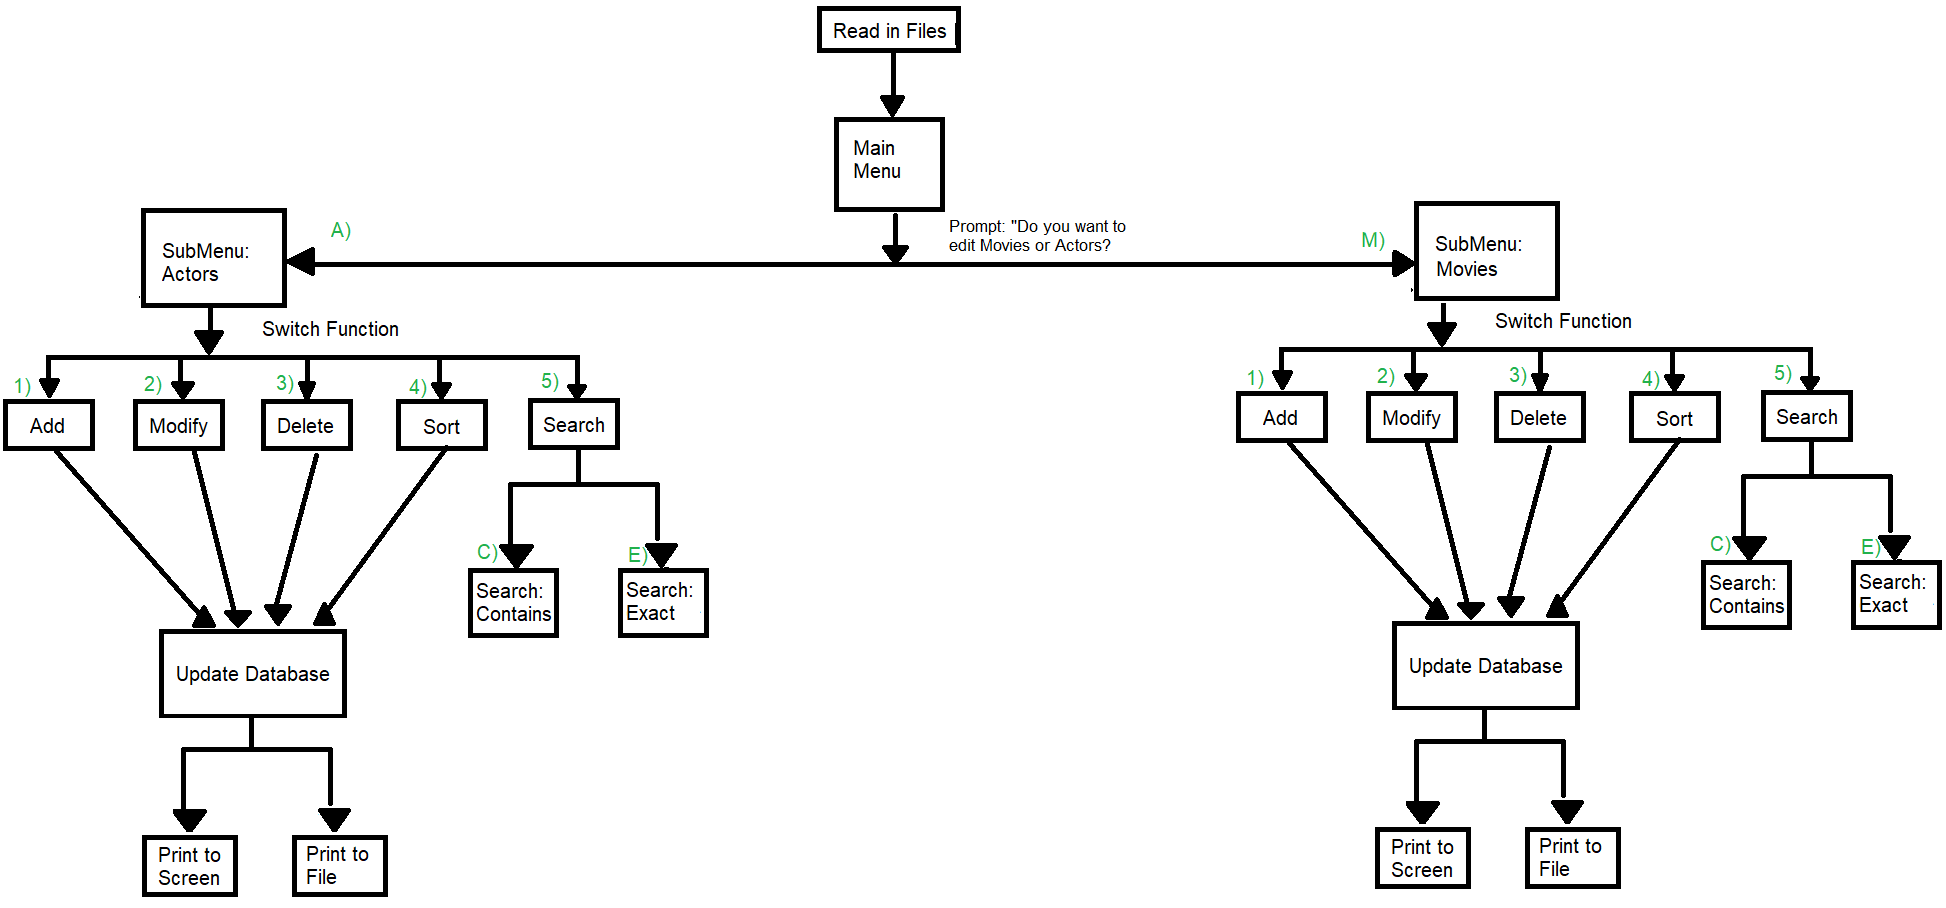 Read in Files
Main
Menu
Prompt: "Do you want to
edit Movies or Actors?
A)
SubMenu:
Actors
Switch Function
1)
2)
3)
4)
5)
Add
Modify
Delete
Sort
Search
C)
E)
Search:
Contains
Search:
Exact
Update Database
Print to
Screen
Print to
File
M)
SubMenu:
Movies
Switch Function
1)
2)
3)
4)
5)
Add
Modify
Delete
Sort
Search
C)
E)
Search:
Contains
Search:
Exact
Update Database
Print to
Screen
Print to
File